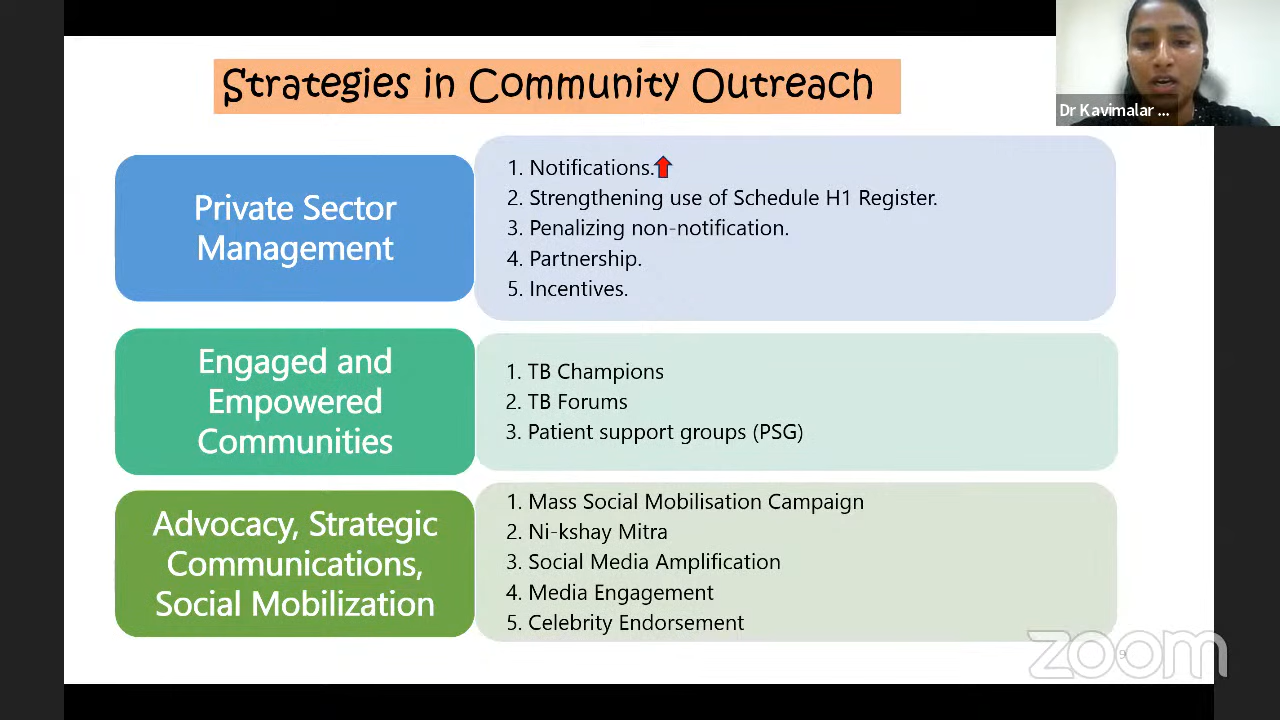 Strategies in Community Outreach
Dr Kavimalar ...
Private Sector
Management
1. Notifications.
2. Strengthening use of Schedule H1 Register.
3. Penalizing non-notification.
4. Partnership.
5. Incentives.
Engaged and
Empowered
Communities
1. TB Champions
2. TB Forums
3. Patient support groups (PSG)
Advocacy, Strategic
Communications,
Social Mobilization
1. Mass Social Mobilisation Campaign
2. Ni-kshay Mitra
3. Social Media Amplification
4. Media Engagement
5. Celebrity Endorsement
zoom
9